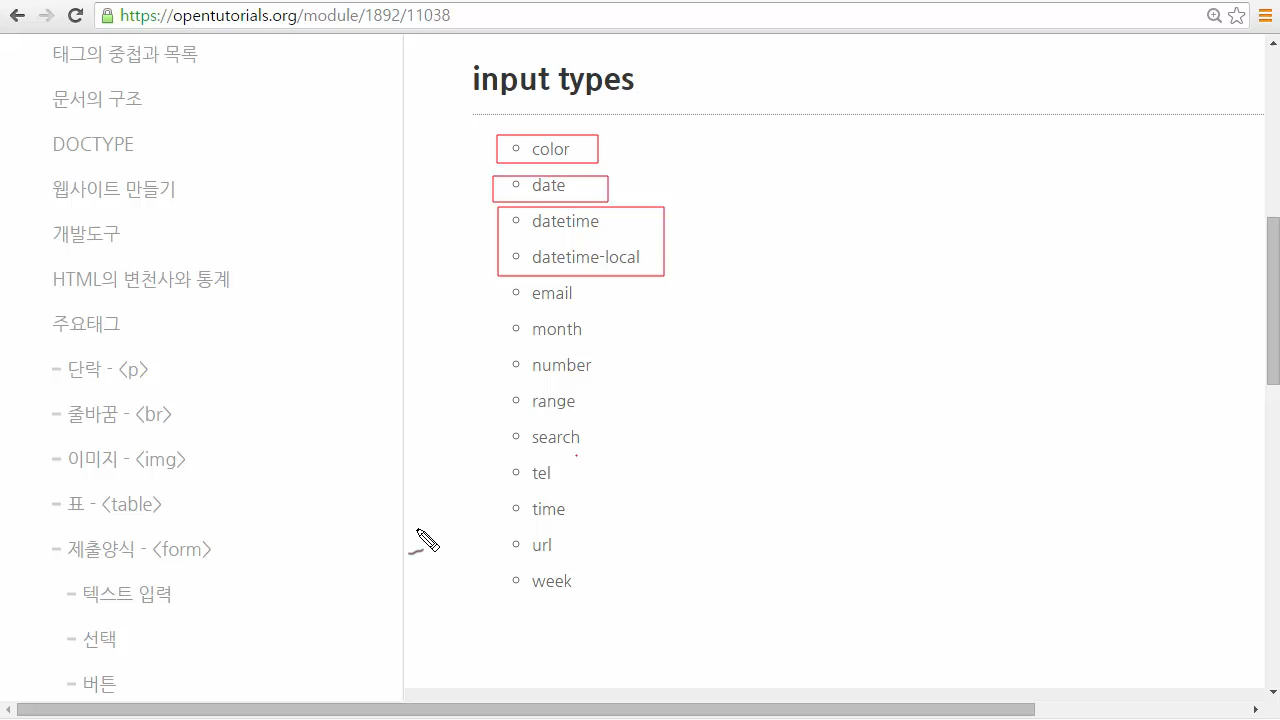 https://opentutorials.org/module/1892/11038
태그의 중첩과 목록
문서의 구조
DOCTYPE
웹사이트 만들기
개발도구
HTML의 변천사와 통계
주요태그
단락 - <p>
줄바꿈 - <br>
이미지 - <img>
표 - <table>
제출양식 - <form>
텍스트 입력
선택
버튼
input types
color
date
datetime
datetime-local
email
month
number
range
search
tel
time
url
week